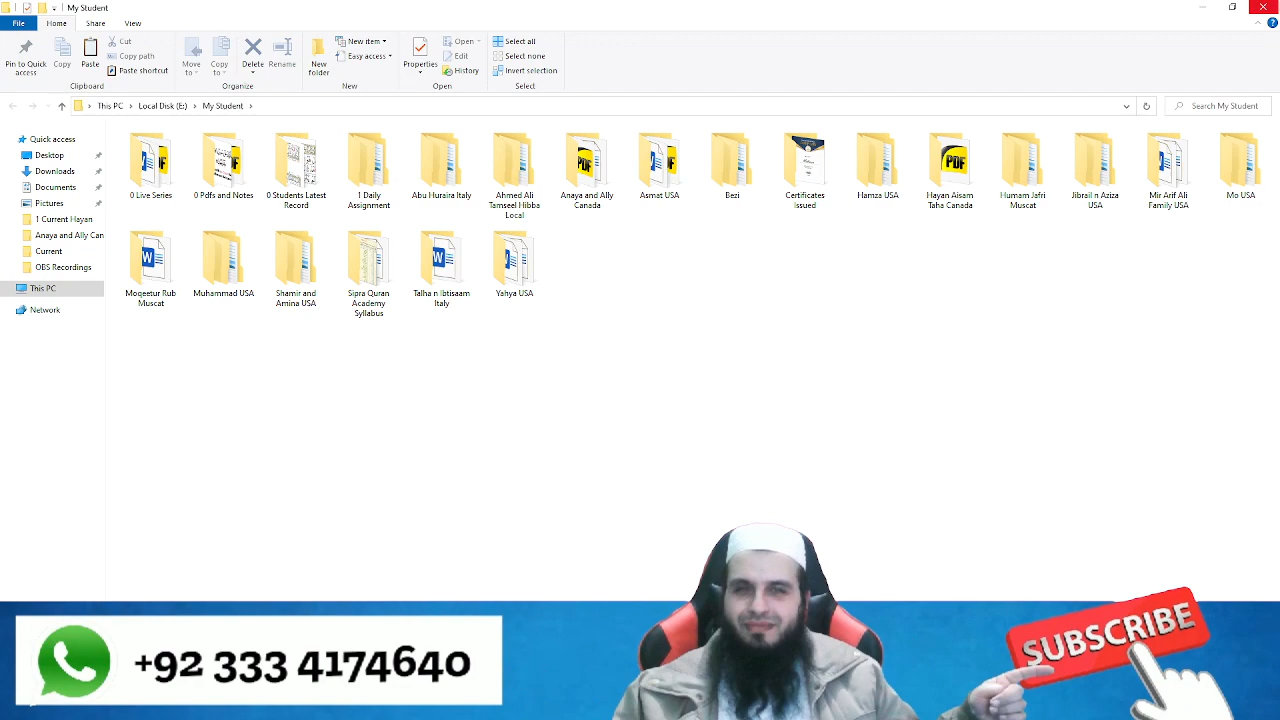 My Student
File Home Share View
Pin to Quick access
Copy
Paste
Cut
Copy path
Paste shortcut
Clipboard
Move to
Copy to
Delete
Rename
Organize
New folder
New item
Easy access
New
Properties
Open
Edit
History
Open
Select all
Select none
Invert selection
Select
This PC > Local Disk (E:) > My Student >
Search My Student
Quick access
Desktop
Downloads
Documents
Pictures
1 Current Hayan
Anaya and Ally Can
Current
OBS Recordings
This PC
Network
0 Live Series
0 Pdfs and Notes
0 Students Latest
Record
1 Daily
Assignment
Abu Huraira Italy
Ahmed Ali
Tamseel Hibba
Local
Anaya and Ally
Canada
Asmat USA
Bezi
Certificates
Issued
Hamza USA
Hayan Aisam
Taha Canada
Humam Jafri
Muscat
Jibrail n Aziza
USA
Mir Arif Ali
Family USA
Mo USA
Moqeetur Rub
Muscat
Muhammad USA
Shamir and
Amina USA
Sipra Quran
Academy
Syllabus
Talha n Ibtisaam
Italy
Yahya USA
PDF
+92 333 4174640
SUBSCRIBE